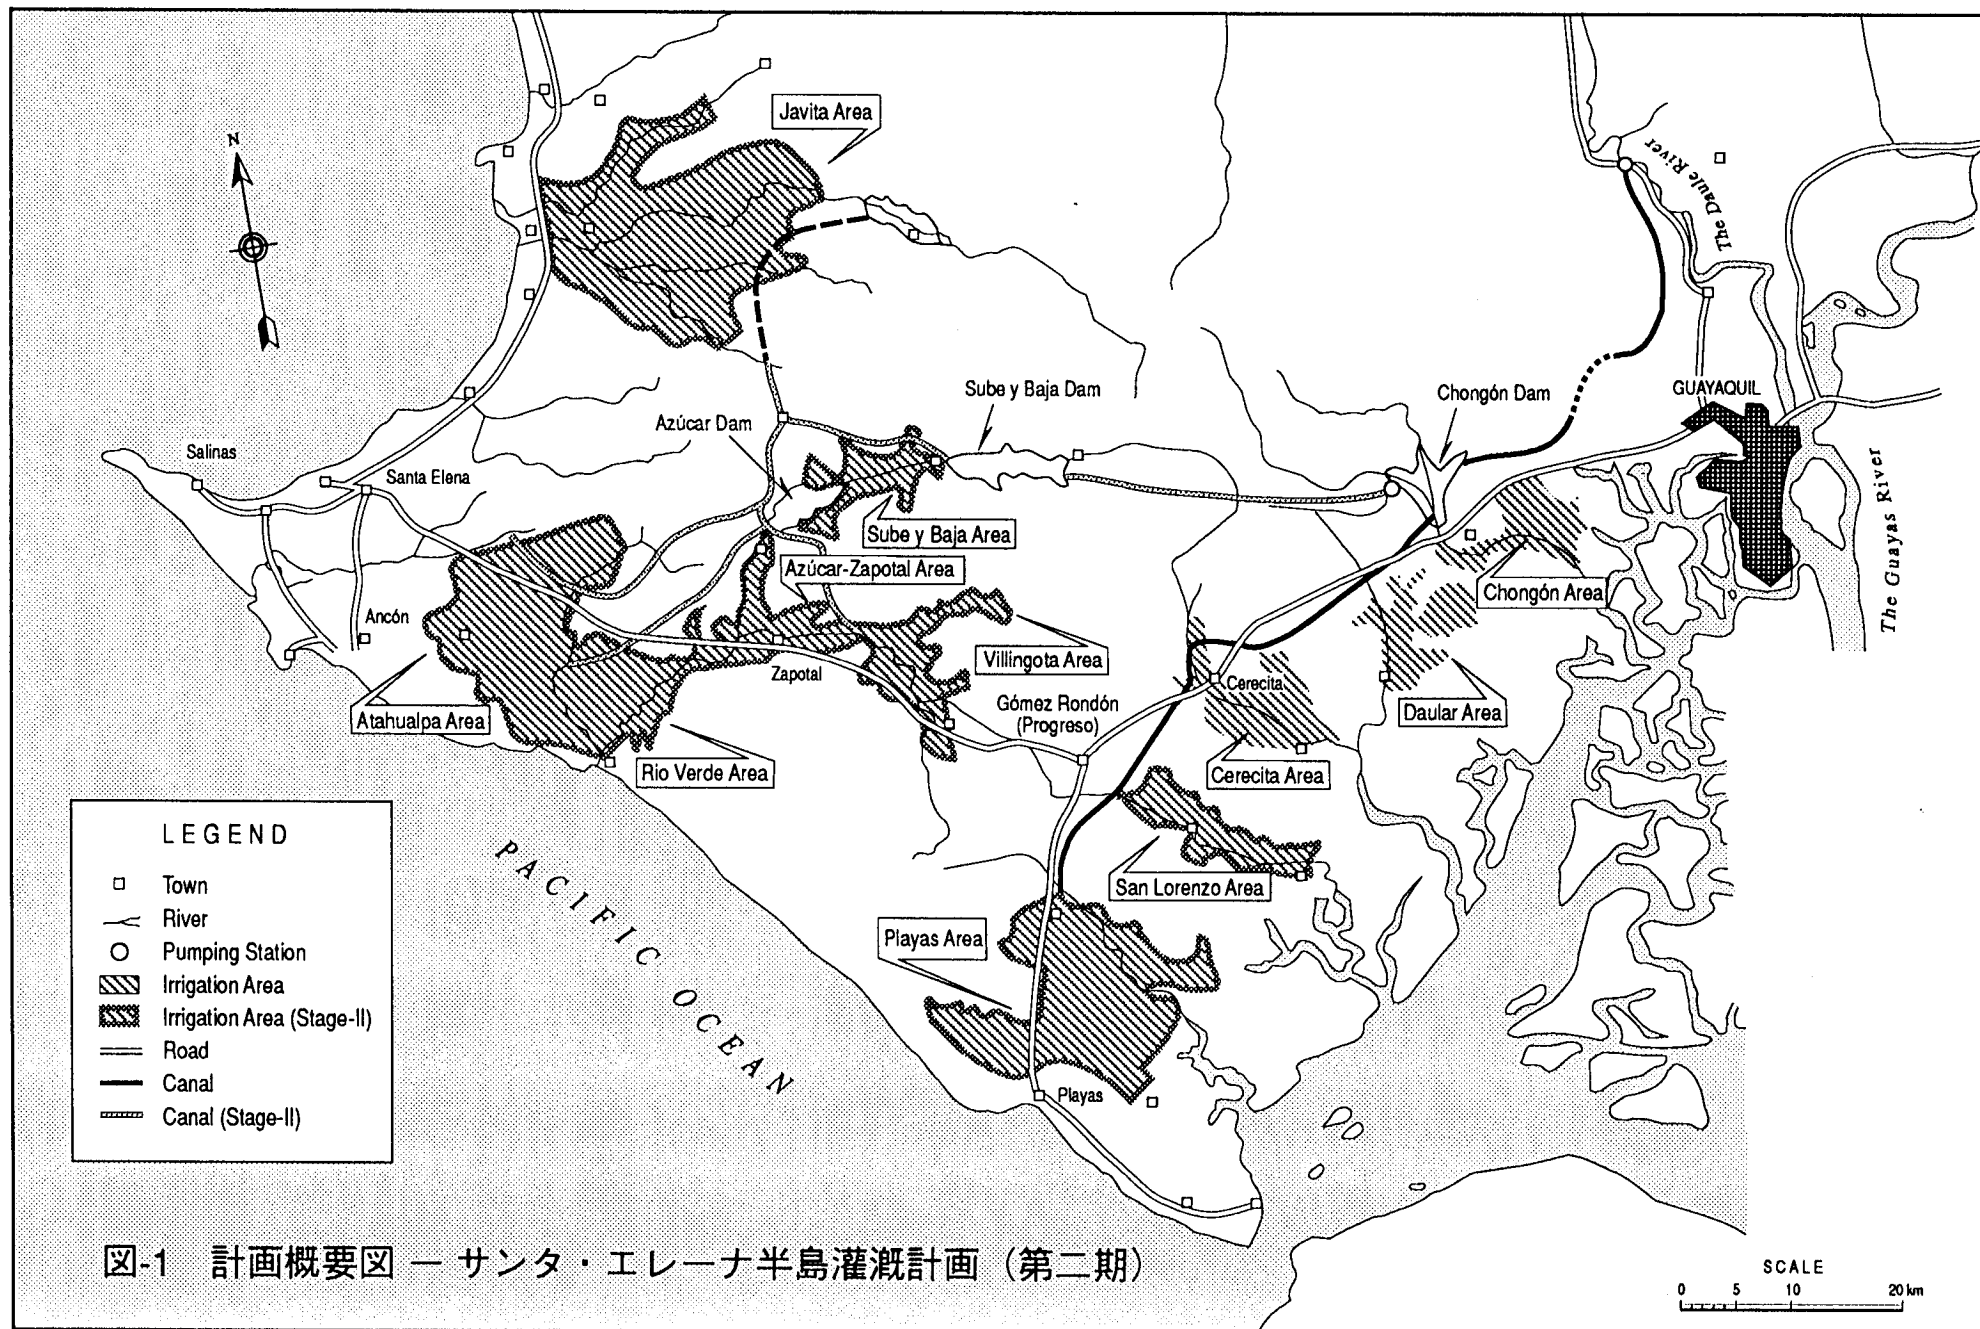 N
Javita Area
The Daule River
Sube y Baja Dam
Chongón Dam
GUAYAQUIL
Azúcar Dam
Salinas
Santa Elena
The Guayas River
Sube y Baja Area
Azúcar-Zapotal Area
Chongón Area
Ancón
Villingota Area
Zapotal
Gómez Rondón
(Progreso)
Cerecita
Atahualpa Area
Daular Area
Rio Verde Area
Cerecita Area
LEGEND
Town
River
Pumping Station
Irrigation Area
Irrigation Area (Stage-II)
Road
Canal
Canal (Stage-II)
PACIFIC OCEAN
San Lorenzo Area
Playas Area
Playas
図-1 計画概要図 — サンタ・エレーナ半島灌漑計画（第二期）
SCALE
0 5 10 20 km